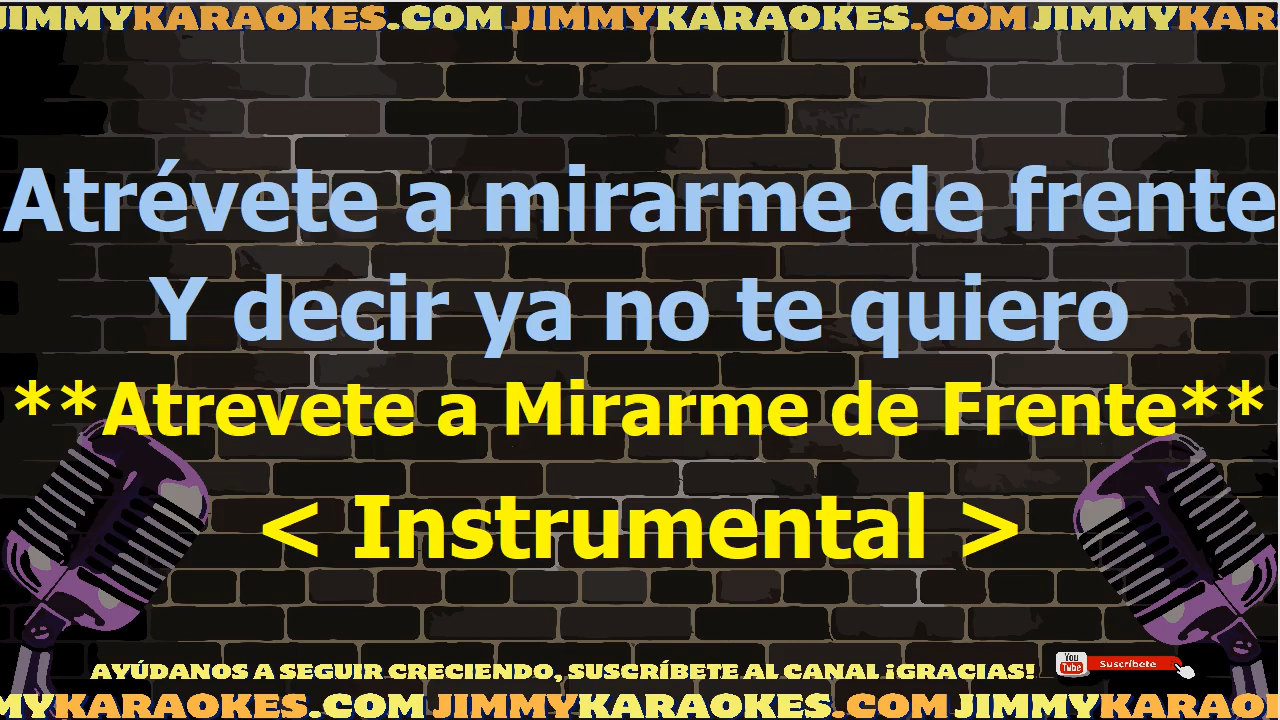 JIMMYKARAOKES.COM JIMMYKARAOKES.COM JIMMYKAR
Atrévete a mirarme de frente
Y decir ya no te quiero
**Atrevete a Mirarme de Frente**
< Instrumental >
AYÚDANOS A SEGUIR CRECIENDO, SUSCRÍBETE AL CANAL ¡GRACIAS!
You Tube Suscríbete
MYKARAOKES.COM JIMMYKARAOKES.COM JIMMYKARAO